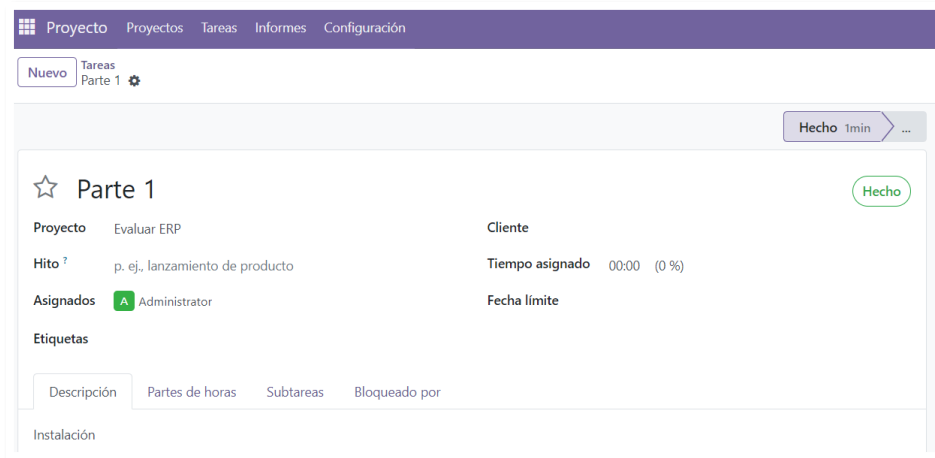 Proyecto Proyectos Tareas Informes Configuración
Nuevo Tareas
Parte 1
Hecho 1min ...
Parte 1 Hecho
Proyecto Evaluar ERP Cliente
Hito ? p. ej., lanzamiento de producto Tiempo asignado 00:00 (0 %)
Asignados A Administrator Fecha límite
Etiquetas
Descripción Partes de horas Subtareas Bloqueado por
Instalación